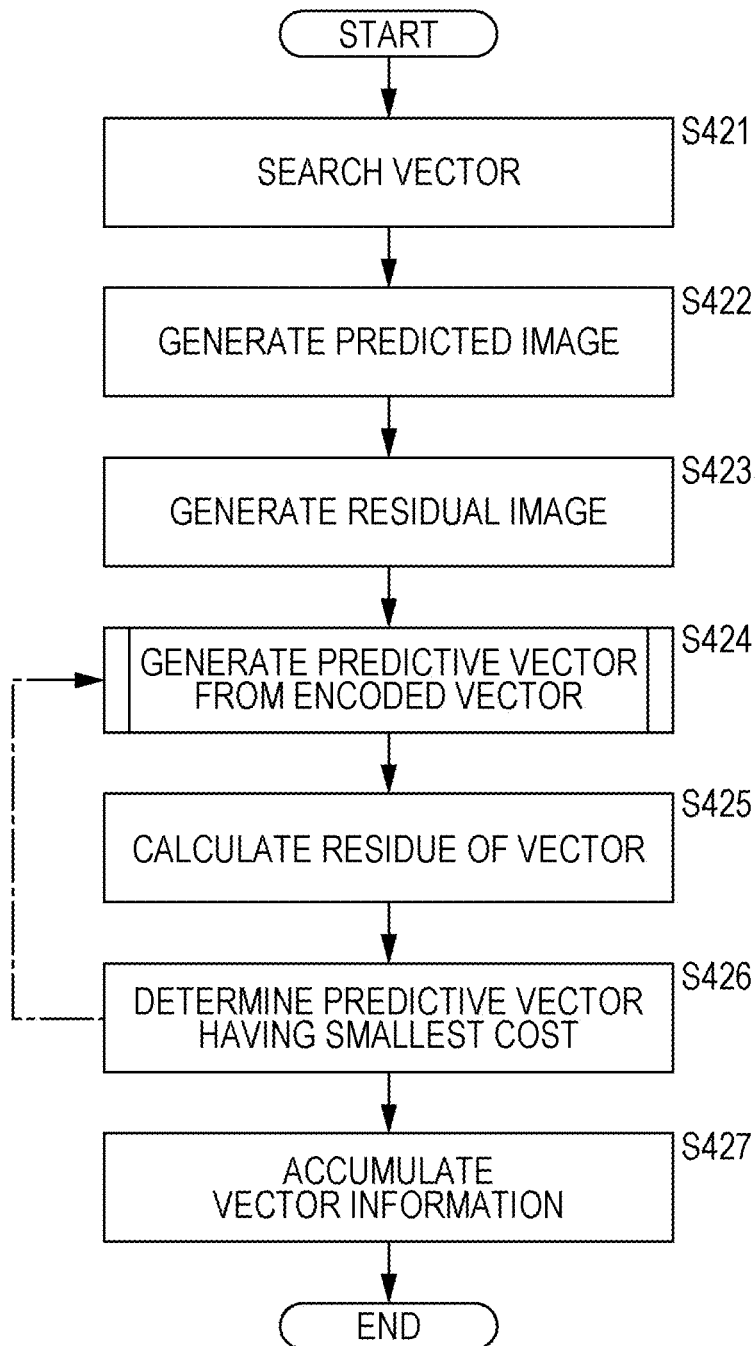 START
S421
SEARCH VECTOR
S422
GENERATE PREDICTED IMAGE
S423
GENERATE RESIDUAL IMAGE
S424
GENERATE PREDICTIVE VECTOR
FROM ENCODED VECTOR
S425
CALCULATE RESIDUE OF VECTOR
S426
DETERMINE PREDICTIVE VECTOR
HAVING SMALLEST COST
S427
ACCUMULATE
VECTOR INFORMATION
END